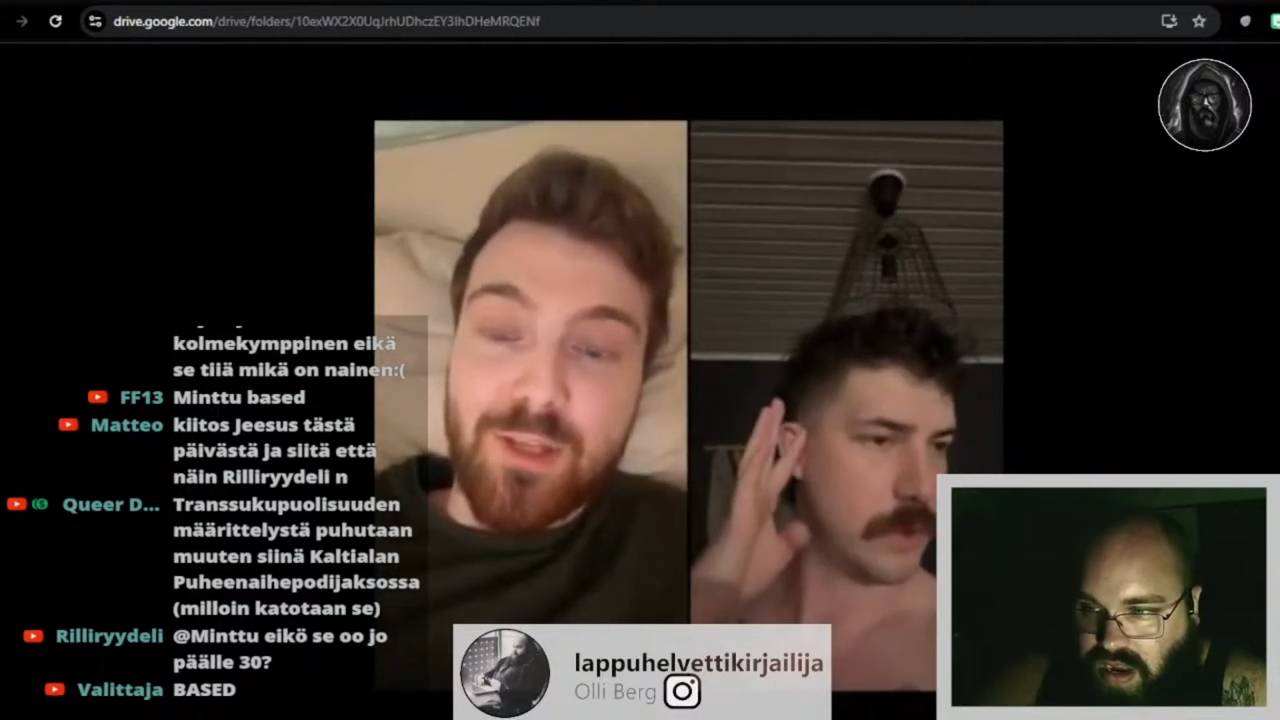 drive.google.com/drive/folders/10exWX2X0UqJrhUDhczEY3IhDHeMRQENf
kolmekymppinen eikä
se tiiä mikä on nainen:(
FF13 Minttu based
Matteo kiitos Jeesus tästä
päivästä ja siitä että
näin Rilliryydeli n
Queer D... Transsukupuolisuuden
määrittelystä puhutaan
muuten siinä Kaltialan
Puheenaihepodijaksossa
(milloin katotaan se)
Rilliryydeli @Minttu eikö se oo jo
päälle 30?
Valittaja BASED
lappuhelvettikirjailija
Olli Berg